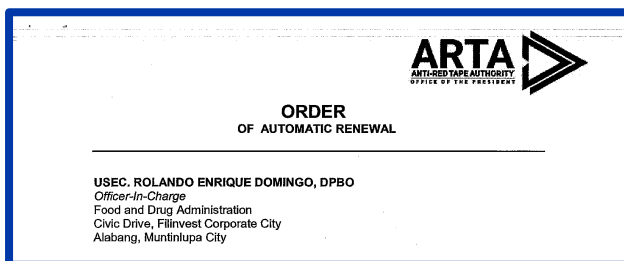 ARTA
ANTI-RED TAPE AUTHORITY
OFFICE OF THE PRESIDENT
ORDER
OF AUTOMATIC RENEWAL
USEC. ROLANDO ENRIQUE DOMINGO, DPBO
Officer-In-Charge
Food and Drug Administration
Civic Drive, Filinvest Corporate City
Alabang, Muntinlupa City